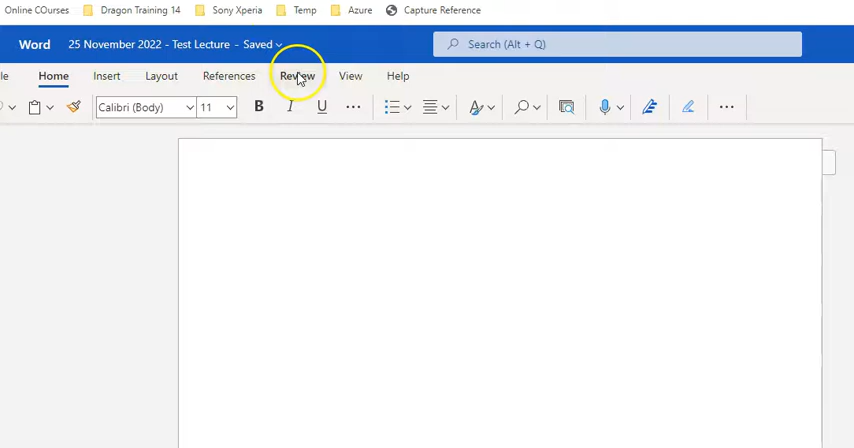 Online COurses Dragon Training 14 Sony Xperia Temp Azure Capture Reference
Word 25 November 2022 - Test Lecture - Saved Search (Alt + Q)
le Home Insert Layout References Review View Help
Calibri (Body) 11 B I U